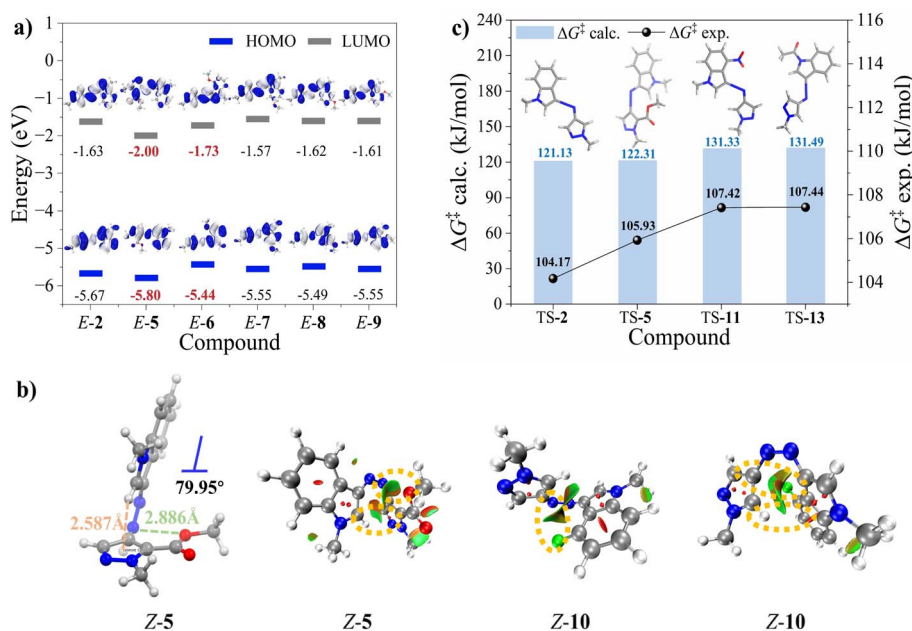 a)
HOMO LUMO
Energy (eV)
1
0
−1
−2
−3
−4
−5
−6
-1.63 -2.00 -1.73 -1.57 -1.62 -1.61
-5.67 -5.80 -5.44 -5.55 -5.49 -5.55
E-2 E-5 E-6 E-7 E-8 E-9
Compound
c)
ΔG‡ calc. ΔG‡ exp.
ΔG‡ calc. (kJ/mol)
240
210
180
150
120
90
60
30
0
121.13 122.31 131.33 131.49
104.17 105.93 107.42 107.44
TS-2 TS-5 TS-11 TS-13
Compound
116
114
112
110
108
106
104
ΔG‡ exp. (kJ/mol)
b)
79.95°
2.587Å 2.886Å
Z-5 Z-5 Z-10 Z-10